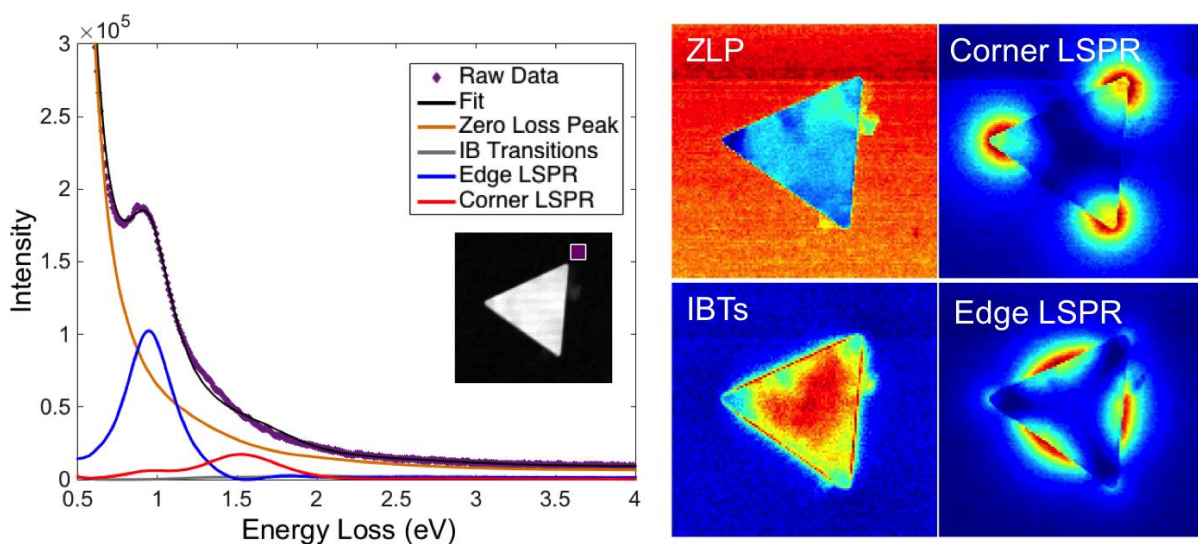 ×10⁵
3
2.5
2
1.5
1
0.5
0
Intensity
0.5 1 1.5 2 2.5 3 3.5 4
Energy Loss (eV)
Raw Data
Fit
Zero Loss Peak
IB Transitions
Edge LSPR
Corner LSPR
ZLP
Corner LSPR
IBTs
Edge LSPR